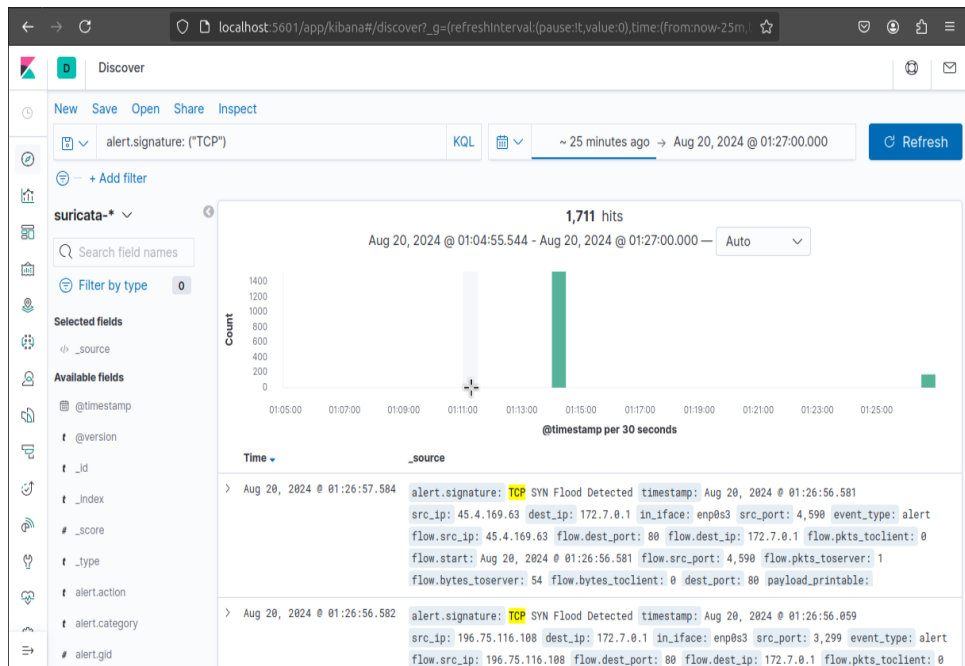 localhost:5601/app/kibana#/discover?_g=(refreshInterval:(pause:!t,value:0),time:(from:now-25m,
D Discover
New Save Open Share Inspect
alert.signature: ("TCP") KQL ~ 25 minutes ago → Aug 20, 2024 @ 01:27:00.000 Refresh
+ Add filter
suricata-*
Search field names
Filter by type 0
Selected fields
_source
Available fields
@timestamp
t @version
t _id
t _index
# _score
t _type
t alert.action
t alert.category
# alert.gid
1,711 hits
Aug 20, 2024 @ 01:04:55.544 - Aug 20, 2024 @ 01:27:00.000 — Auto
Count
1400
1200
1000
800
600
400
200
0
01:05:00 01:07:00 01:09:00 01:11:00 01:13:00 01:15:00 01:17:00 01:19:00 01:21:00 01:23:00 01:25:00
@timestamp per 30 seconds
Time _source
Aug 20, 2024 @ 01:26:57.584 alert.signature: TCP SYN Flood Detected timestamp: Aug 20, 2024 @ 01:26:56.581
src_ip: 45.4.169.63 dest_ip: 172.7.0.1 in_iface: enp0s3 src_port: 4,590 event_type: alert
flow.src_ip: 45.4.169.63 flow.dest_port: 80 flow.dest_ip: 172.7.0.1 flow.pkts_toclient: 0
flow.start: Aug 20, 2024 @ 01:26:56.581 flow.src_port: 4,590 flow.pkts_toserver: 1
flow.bytes_toserver: 54 flow.bytes_toclient: 0 dest_port: 80 payload_printable:
Aug 20, 2024 @ 01:26:56.582 alert.signature: TCP SYN Flood Detected timestamp: Aug 20, 2024 @ 01:26:56.059
src_ip: 196.75.116.108 dest_ip: 172.7.0.1 in_iface: enp0s3 src_port: 3,299 event_type: alert
flow.src_ip: 196.75.116.108 flow.dest_port: 80 flow.dest_ip: 172.7.0.1 flow.pkts_toclient: 0